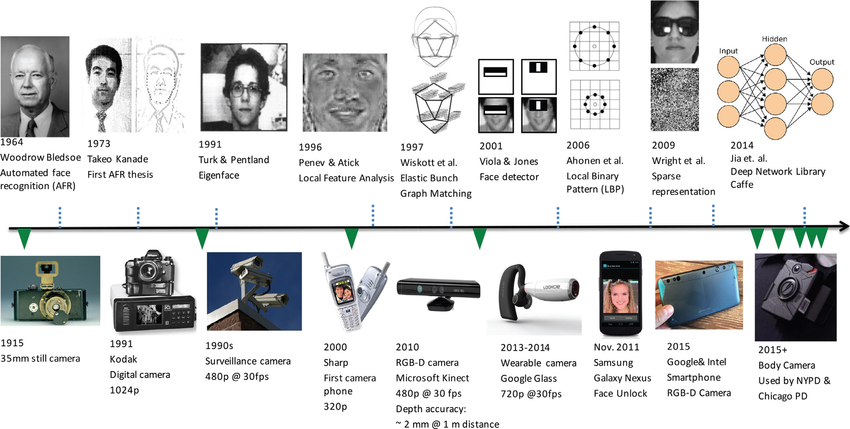 1964
Woodrow Bledsoe
Automated face
recognition (AFR)
1973
Takeo Kanade
First AFR thesis
1991
Turk & Pentland
Eigenface
1996
Penev & Atick
Local Feature Analysis
1997
Wiskott et al.
Elastic Bunch
Graph Matching
2001
Viola & Jones
Face detector
2006
Ahonen et al.
Local Binary
Pattern (LBP)
2009
Wright et al.
Sparse
representation
Input
Hidden
Output
2014
Jia et. al.
Deep Network Library
Caffe
1915
35mm still camera
1991
Kodak
Digital camera
1024p
1990s
Surveillance camera
480p @ 30fps
2000
Sharp
First camera
phone
320p
2010
RGB-D camera
Microsoft Kinect
480p @ 30 fps
Depth accuracy:
~ 2 mm @ 1 m distance
LOOXCIE
2013-2014
Wearable camera
Google Glass
720p @30fps
Nov. 2011
Samsung
Galaxy Nexus
Face Unlock
2015
Google& Intel
Smartphone
RGB-D Camera
2015+
Body Camera
Used by NYPD &
Chicago PD